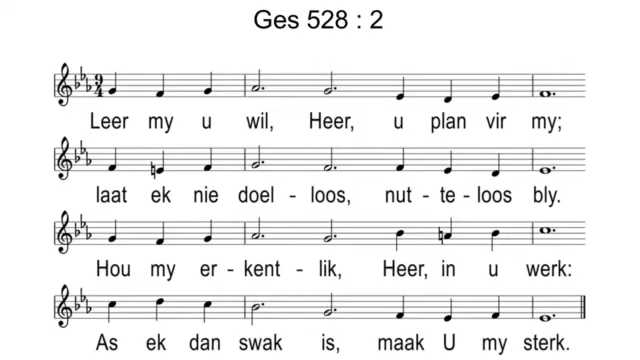 Ges 528 : 2
Leer my u wil, Heer, u plan vir my;
laat ek nie doel - loos, nut - te - loos bly.
Hou my er - kent - lik, Heer, in u werk:
As ek dan swak is, maak U my sterk.